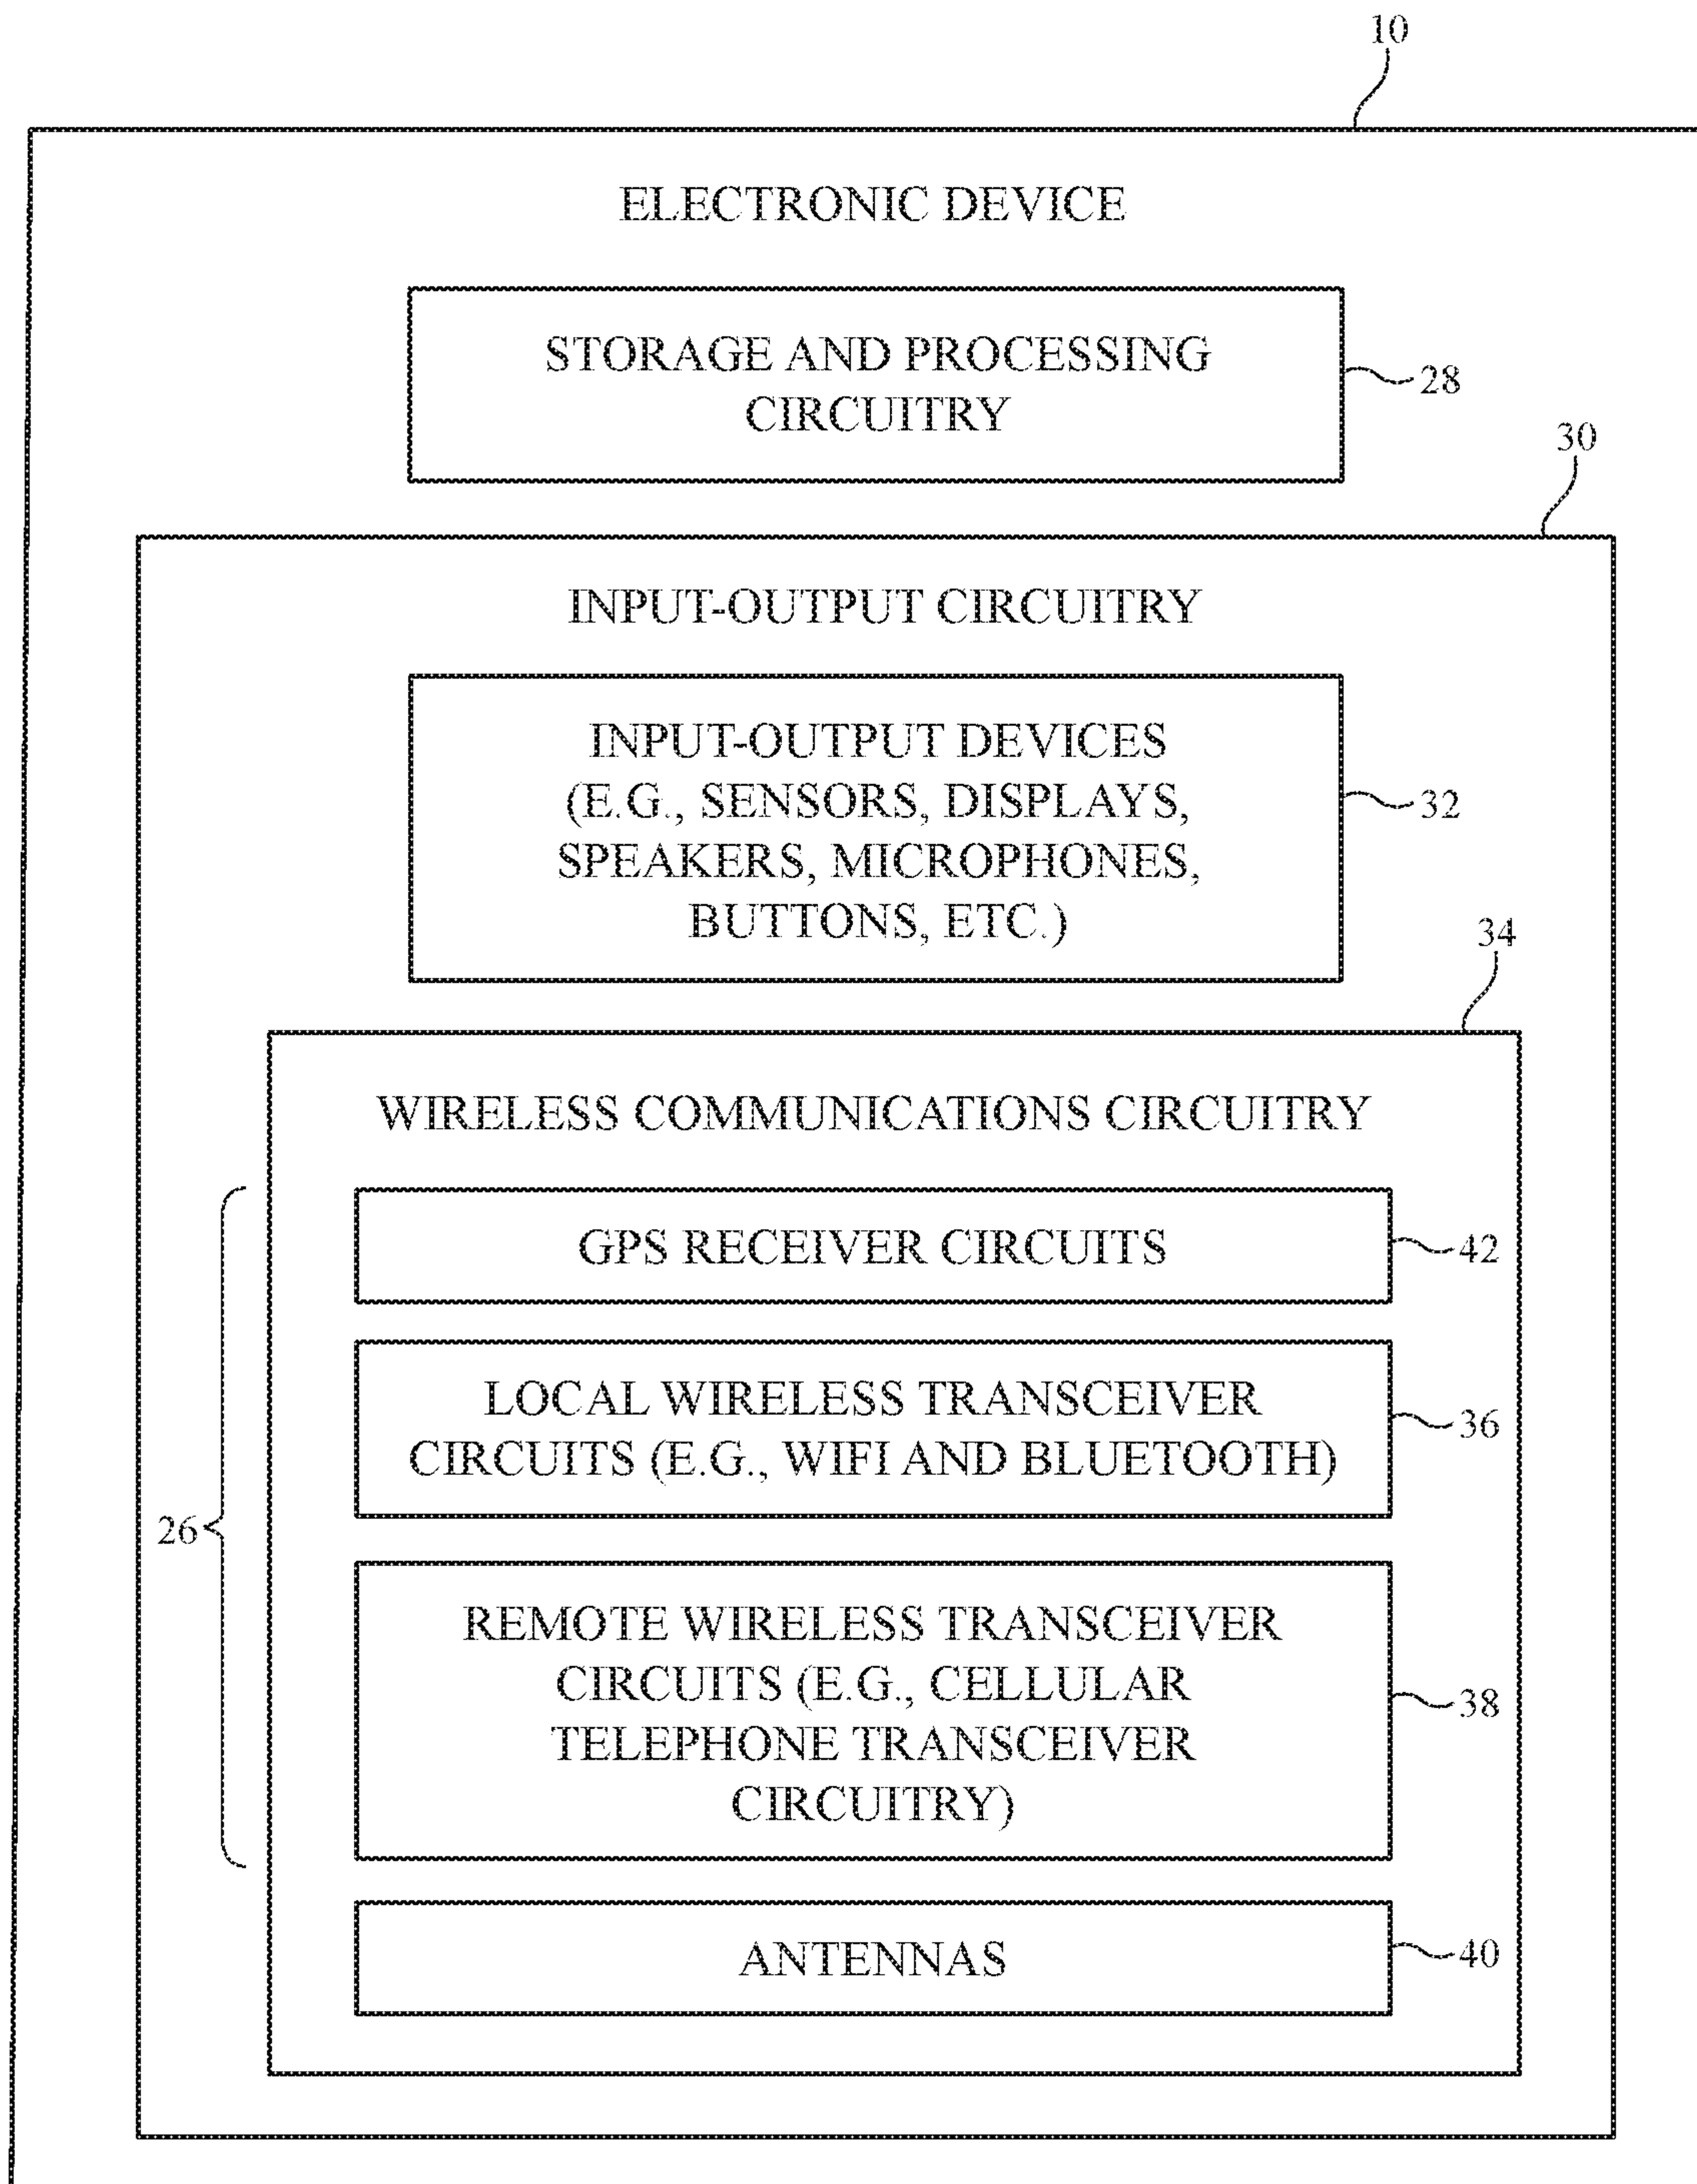 10
ELECTRONIC DEVICE
STORAGE AND PROCESSING
CIRCUITRY
28
30
INPUT-OUTPUT CIRCUITRY
INPUT-OUTPUT DEVICES
(E.G., SENSORS, DISPLAYS,
SPEAKERS, MICROPHONES,
BUTTONS, ETC.)
32
34
WIRELESS COMMUNICATIONS CIRCUITRY
GPS RECEIVER CIRCUITS
42
LOCAL WIRELESS TRANSCEIVER
CIRCUITS (E.G., WIFI AND BLUETOOTH)
36
26
REMOTE WIRELESS TRANSCEIVER
CIRCUITS (E.G., CELLULAR
TELEPHONE TRANSCEIVER
CIRCUITRY)
38
ANTENNAS
40